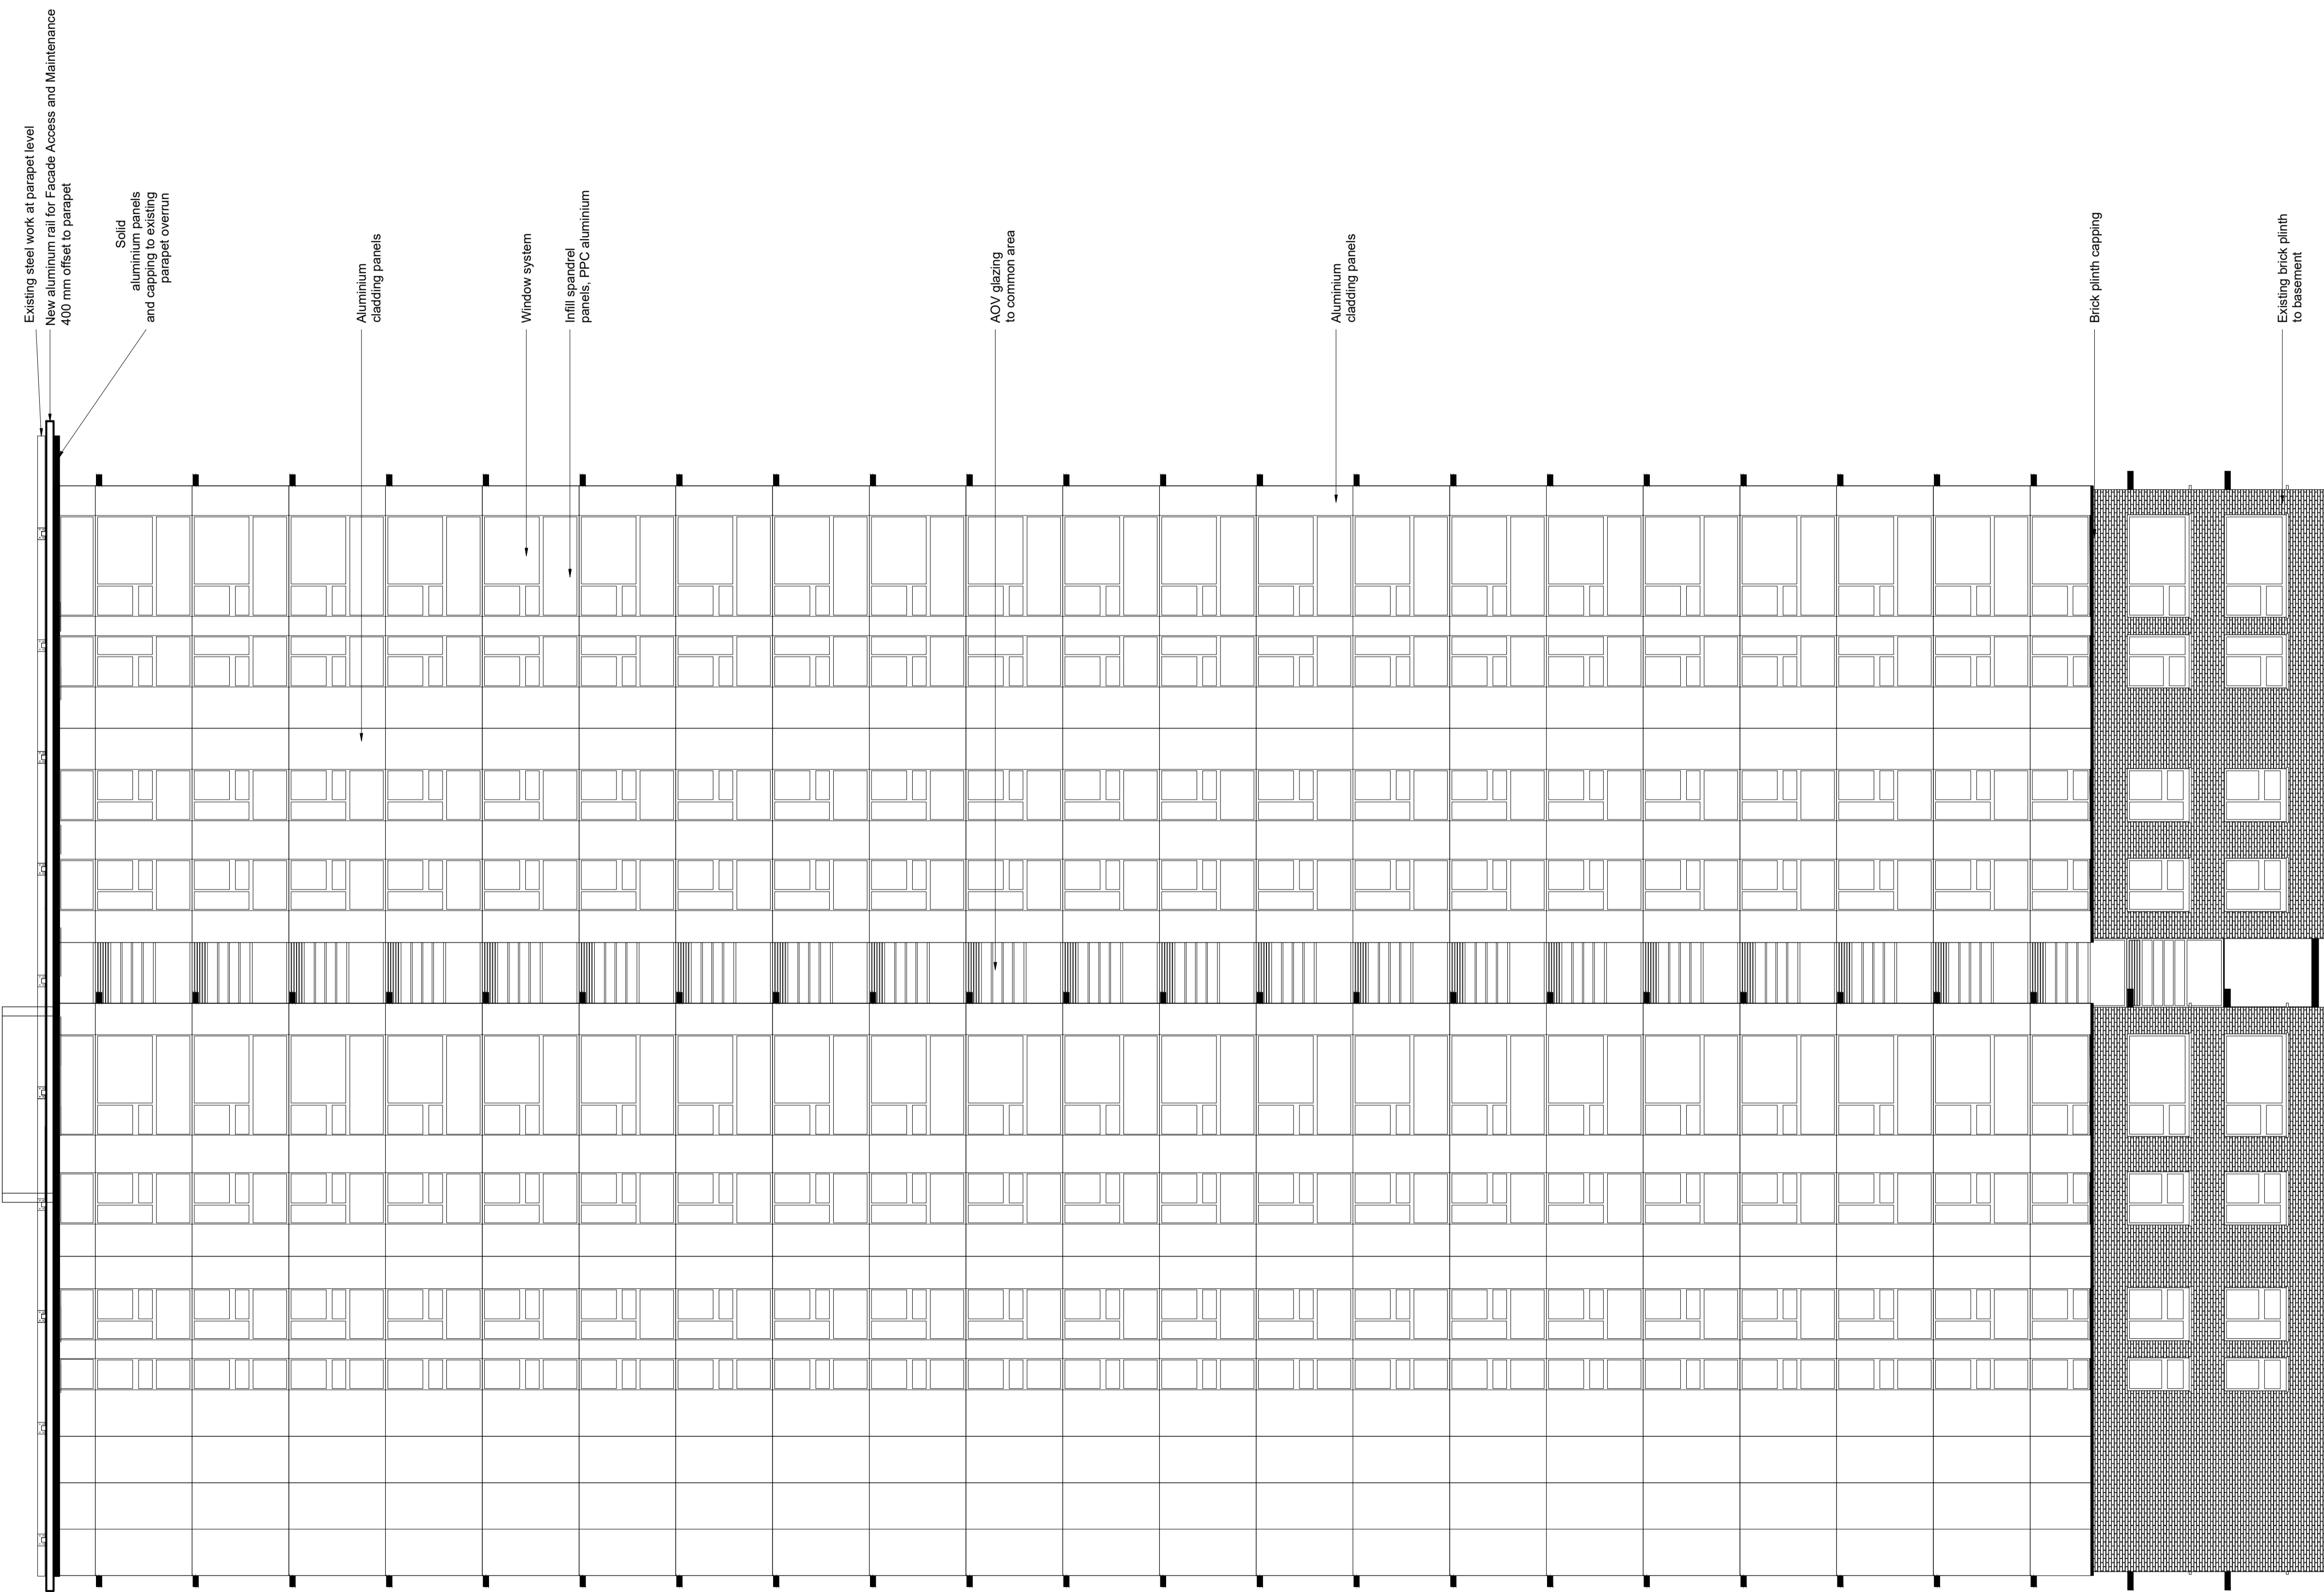 Existing steel work at parapet level
New aluminum rail for Facade Access and Maintenance
400 mm offset to parapet
Solid
aluminium panels
and capping to existing
parapet overrun
Aluminium
cladding panels
Window system
Infill spandrel
panels, PPC aluminium
AOV glazing
to common area
Aluminium
cladding panels
Brick plinth capping
Existing brick plinth
to basement